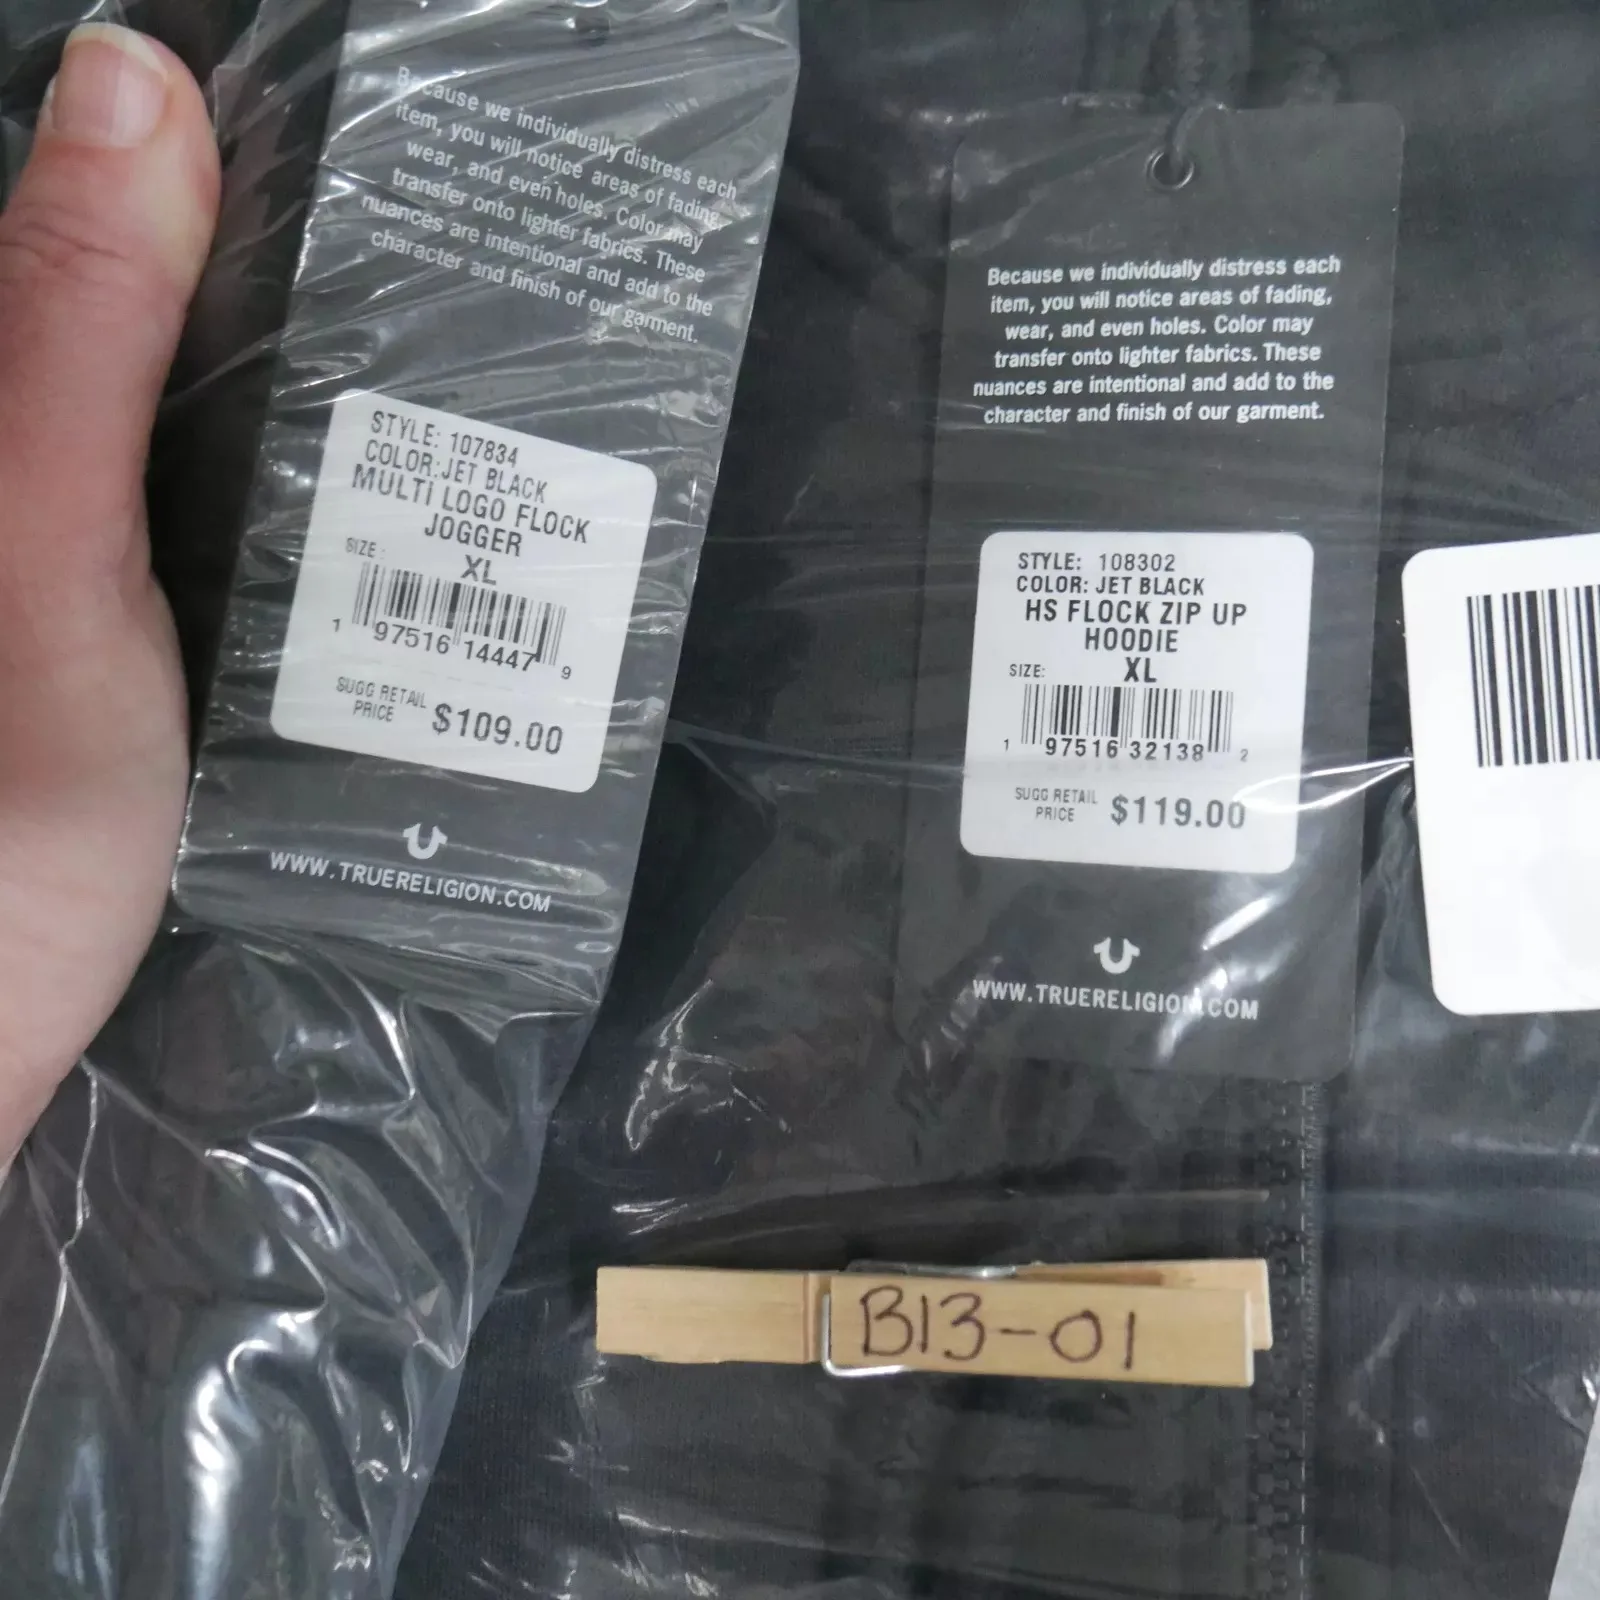 Because we individually distress each
item, you will notice areas of fading,
wear, and even holes. Color may
transfer onto lighter fabrics. These
nuances are intentional and add to the
character and finish of our garment.
STYLE: 107834
COLOR: JET BLACK
MULTI LOGO FLOCK
JOGGER
SIZE: XL
1 97516 14447 9
SUGG RETAIL
PRICE $109.00
WWW.TRUERELIGION.COM
Because we individually distress each
item, you will notice areas of fading,
wear, and even holes. Color may
transfer onto lighter fabrics. These
nuances are intentional and add to the
character and finish of our garment.
STYLE: 108302
COLOR: JET BLACK
HS FLOCK ZIP UP
HOODIE
SIZE: XL
1 97516 32138 2
SUGG RETAIL
PRICE $119.00
WWW.TRUERELIGION.COM
B13-01